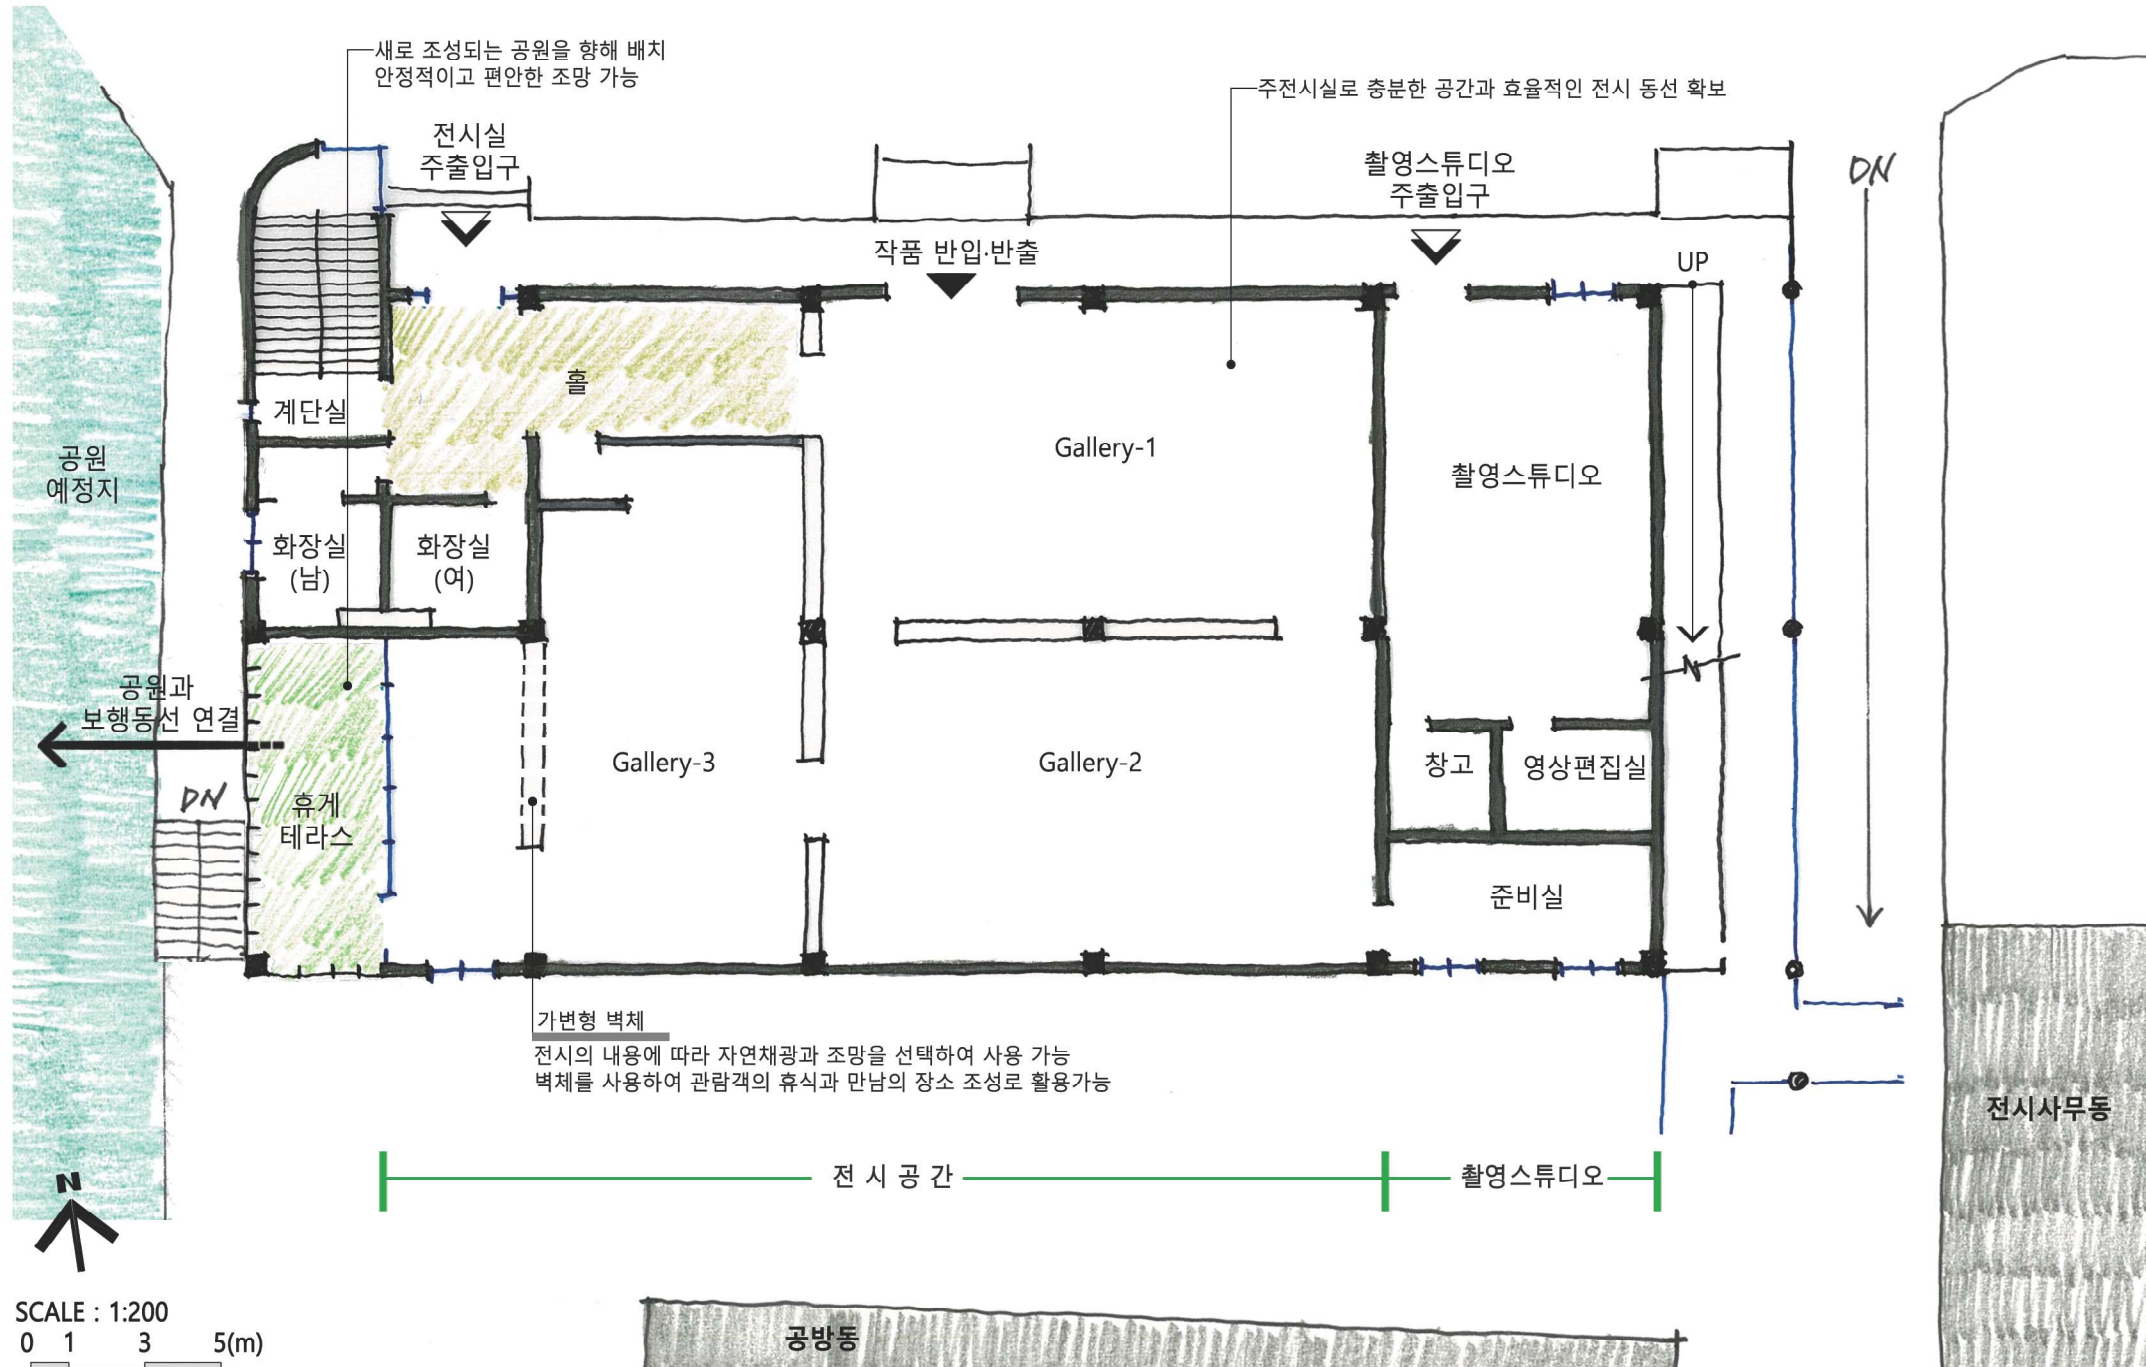 새로 조성되는 공원을 향해 배치
안정적이고 편안한 조망 가능
주전시실로 충분한 공간과 효율적인 전시 동선 확보
전시실
주출입구
촬영스튜디오
주출입구
DN
작품 반입·반출
UP
홀
계단실
Gallery-1
공원
예정지
촬영스튜디오
화장실
(남)
화장실
(여)
N
공원과
보행동선 연결
Gallery-3
Gallery-2
창고
영상편집실
DN
휴게
테라스
준비실
가변형 벽체
전시의 내용에 따라 자연채광과 조망을 선택하여 사용 가능
벽체를 사용하여 관람객의 휴식과 만남의 장소 조성로 활용가능
전시사무동
전 시 공 간
촬영스튜디오
N
SCALE : 1:200
0 1 3 5(m)
공방동